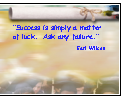 "Success is simply a matter
of luck. Ask any failure."
Earl Wilson